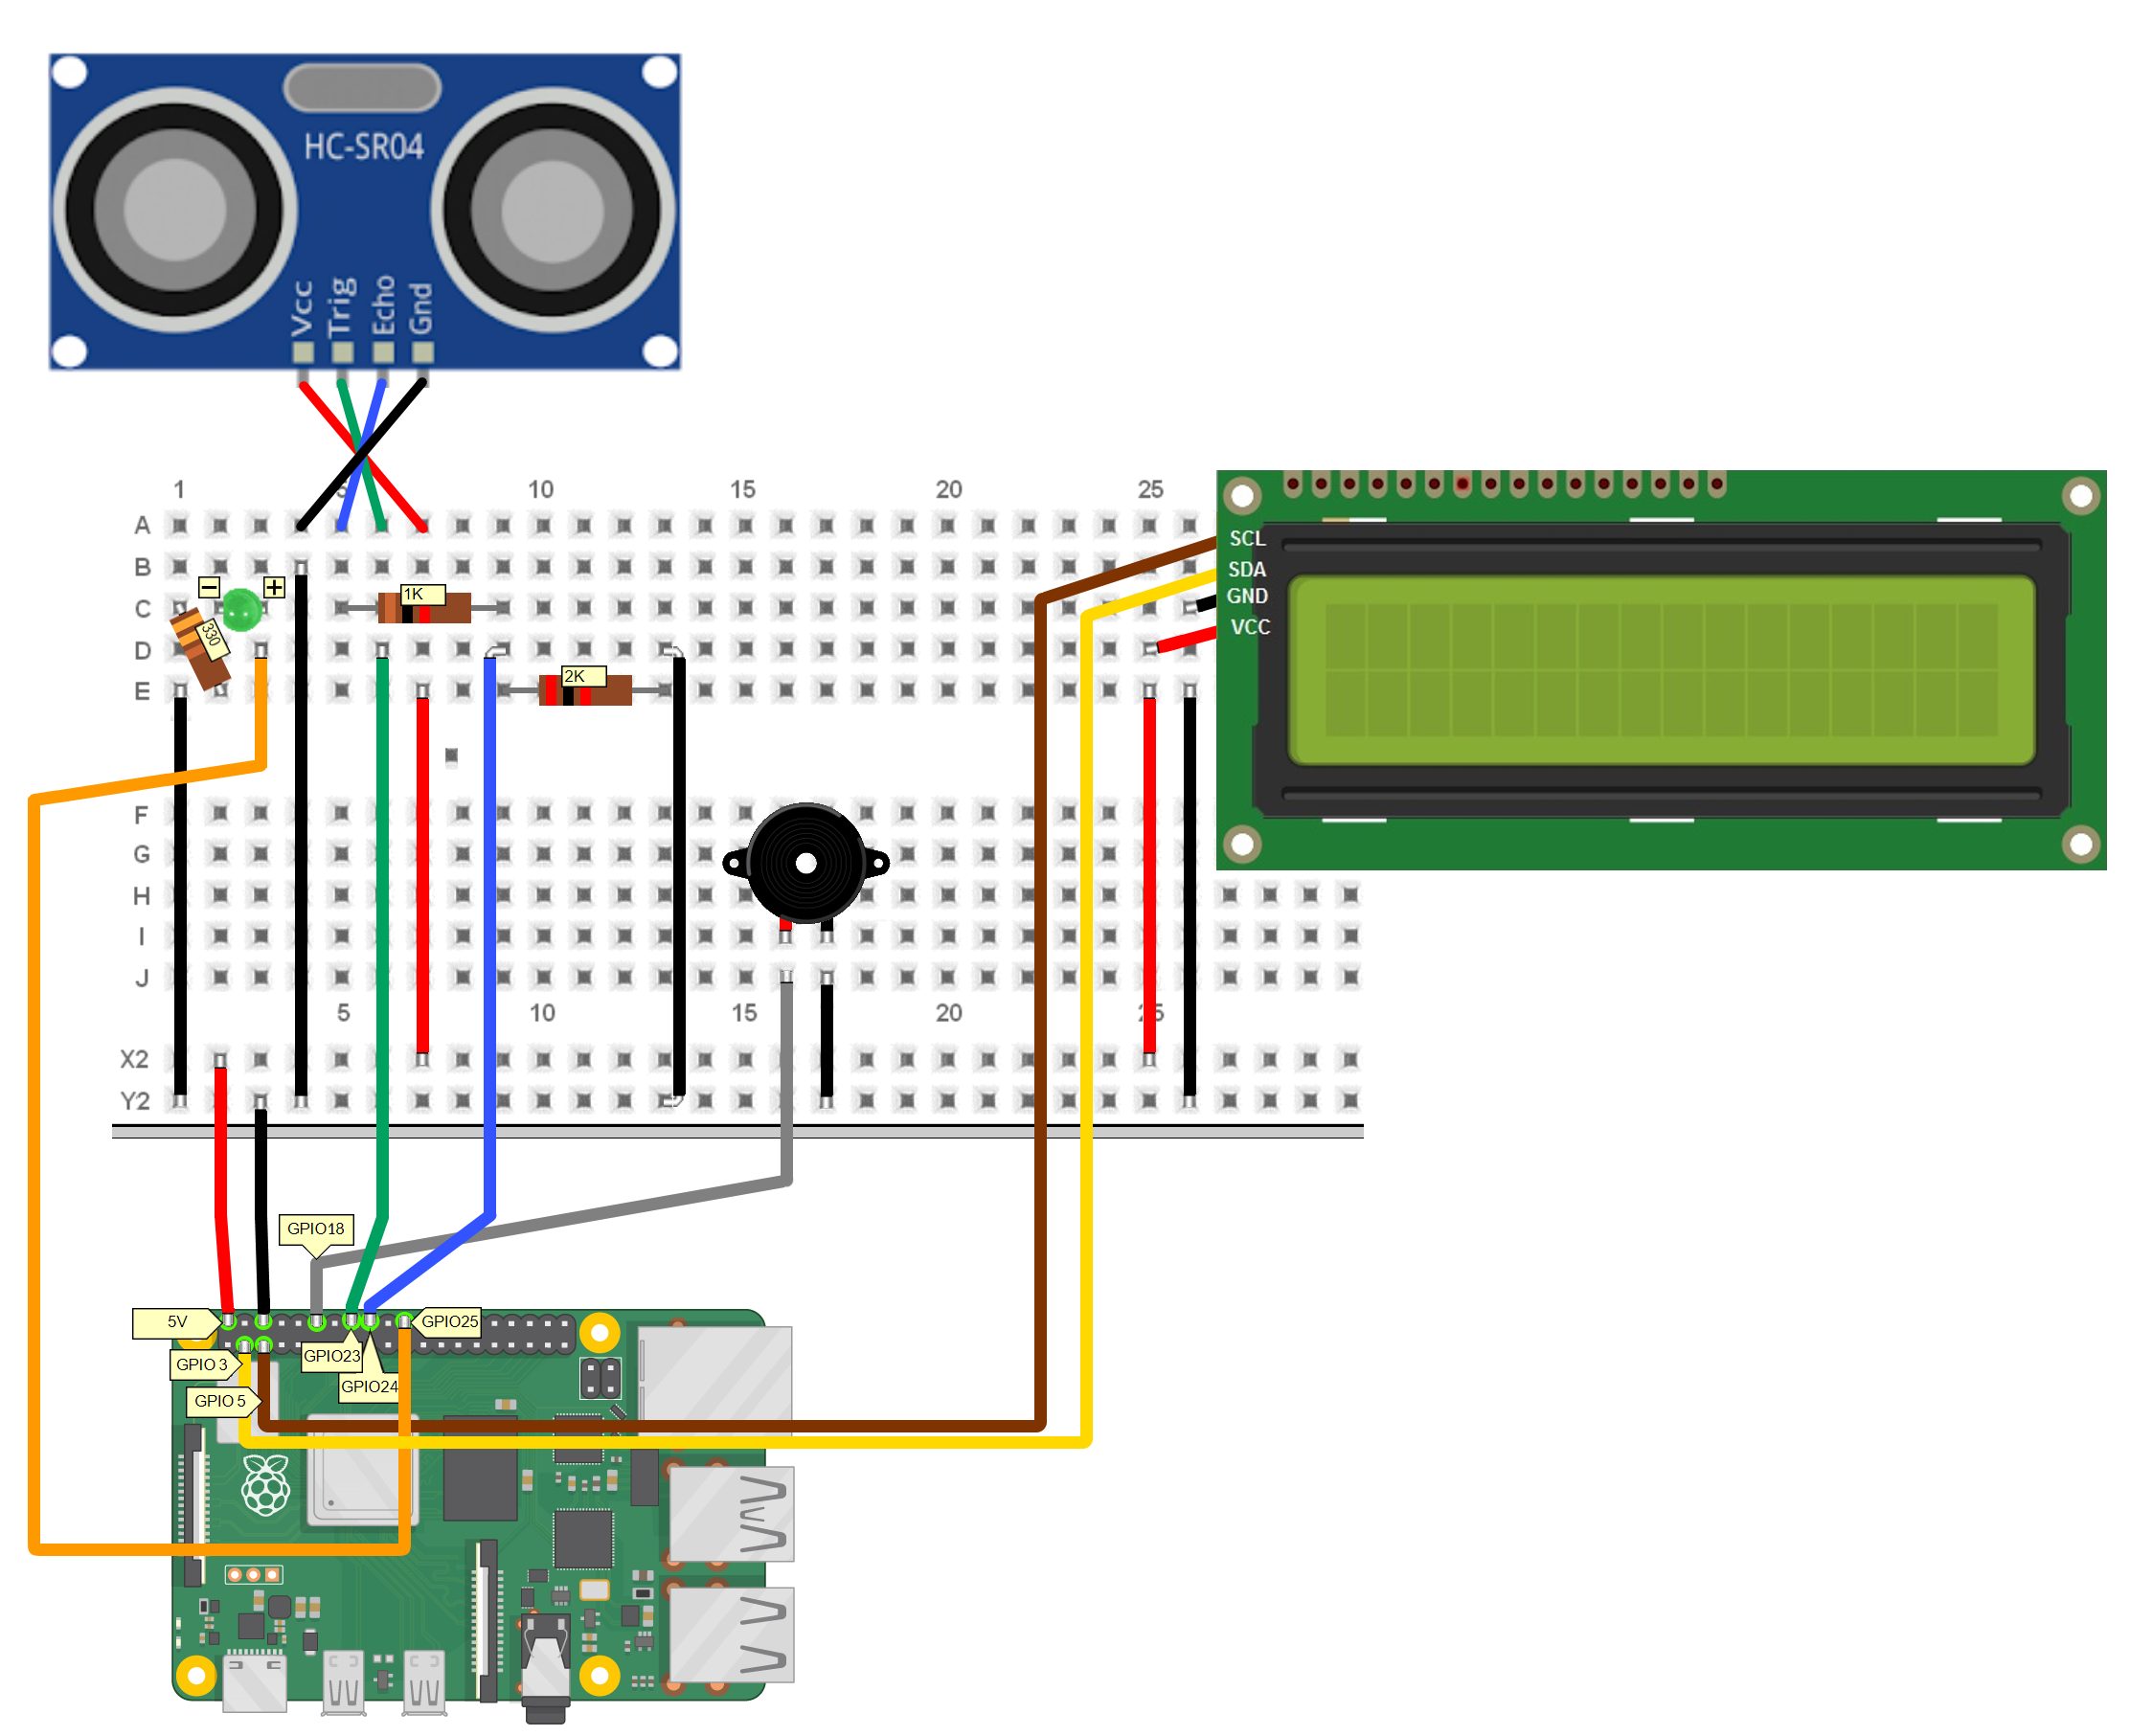 HC-SR04
Vcc
Trig
Echo
Gnd
1 5 10 15 20 25
A
B
C
D
E
− +
330
1K
2K
SCL
SDA
GND
VCC
F
G
H
I
J
5 10 15 20 25
X2
Y2
GPIO18
5V
GPIO25
GPIO23
GPIO 3
GPIO24
GPIO 5